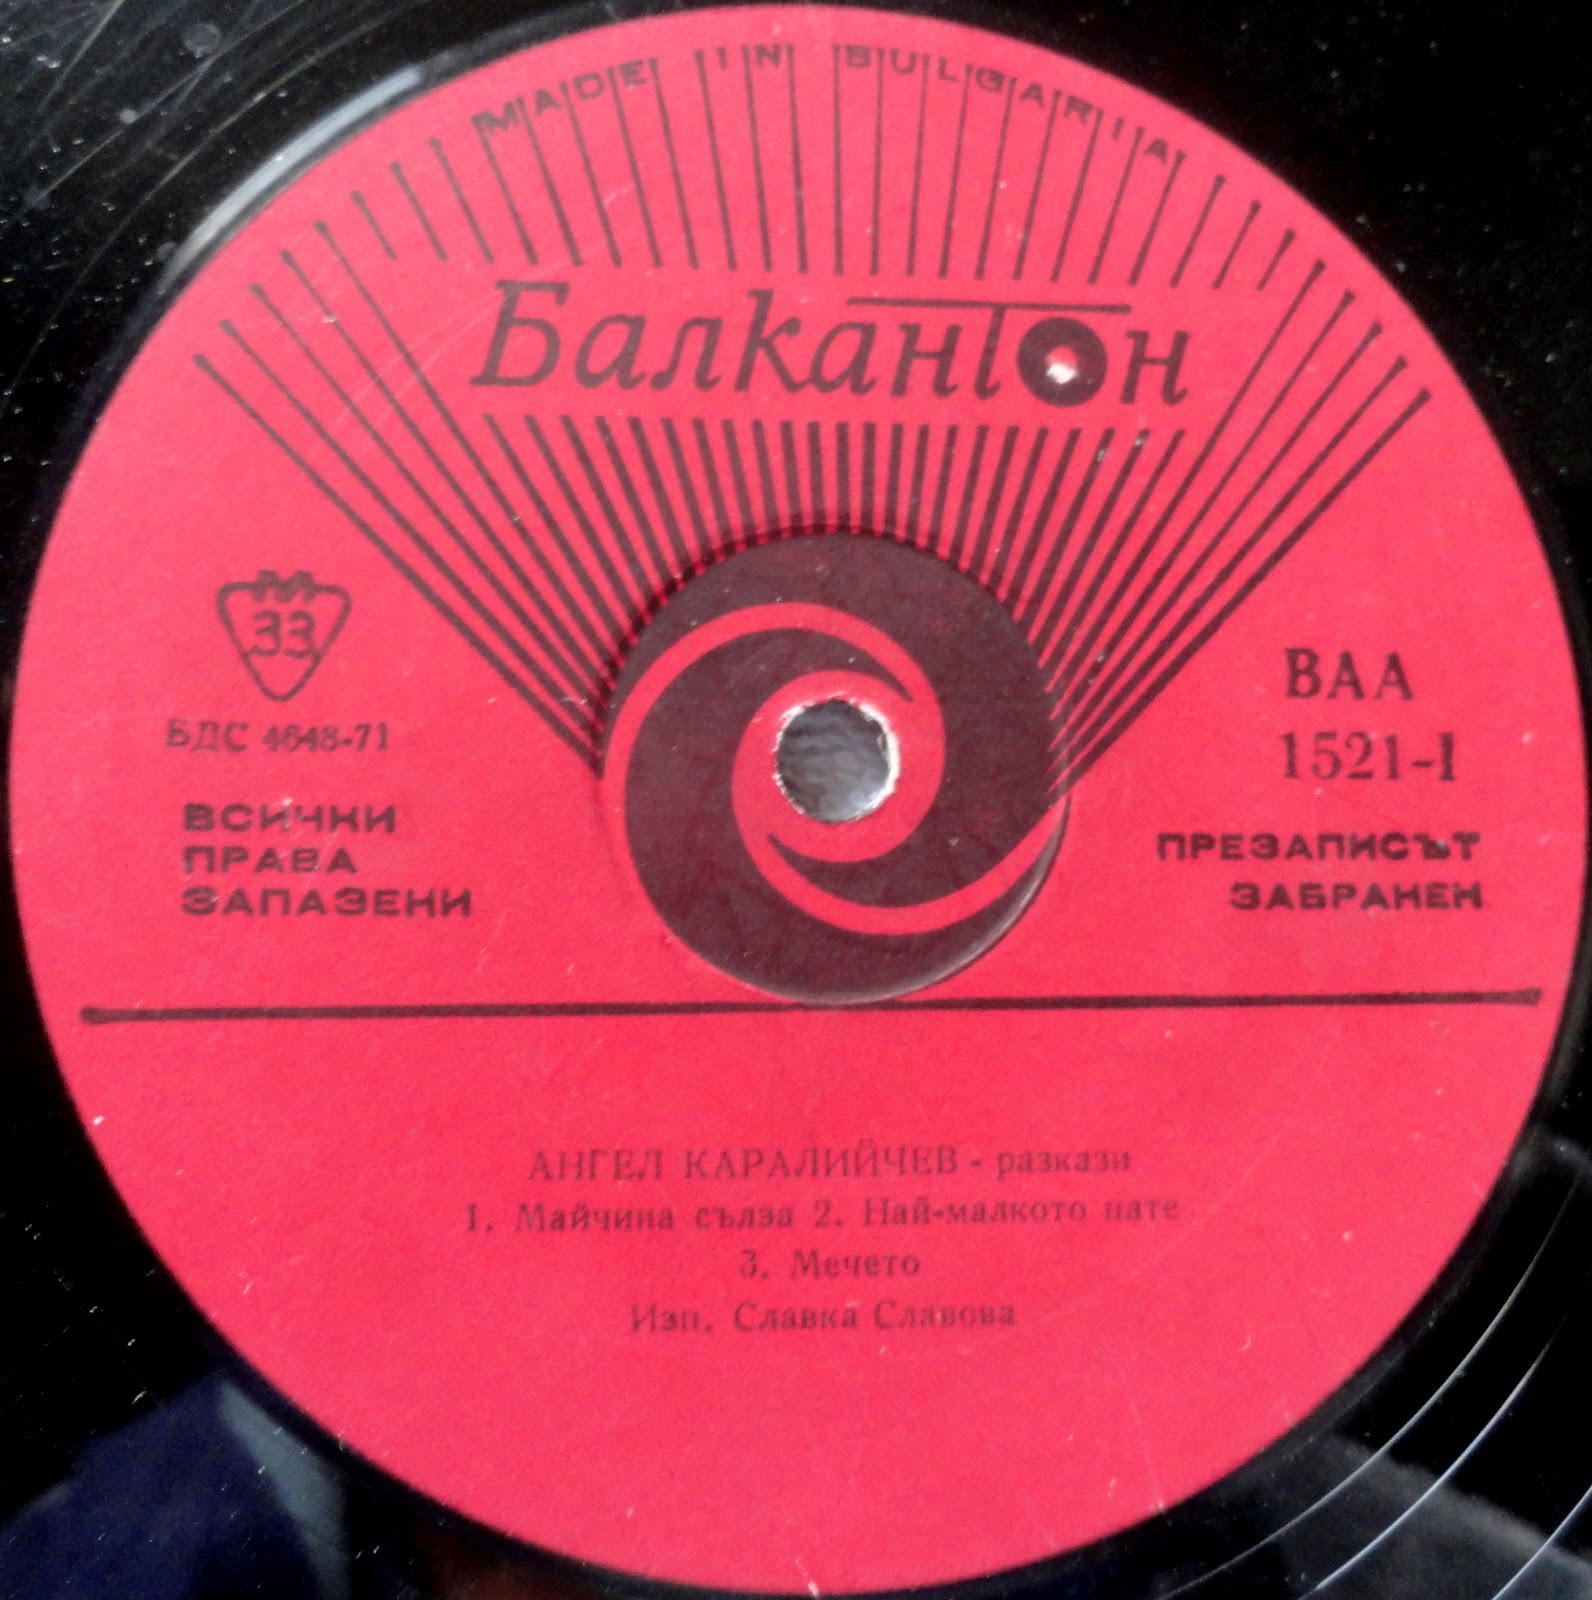 MADE IN BULGARIA
Балкантон
М
33
БДС 4648-71
ВСИЧКИ
ПРАВА
ЗАПАЗЕНИ
ВАА
1521-I
ПРЕЗАПИСЪТ
ЗАБРАНЕН
АНГЕЛ КАРАЛИЙЧЕВ - разкази
1. Майчина сълза 2. Най-малкото пате
3. Мечето
Изп. Славка Славова